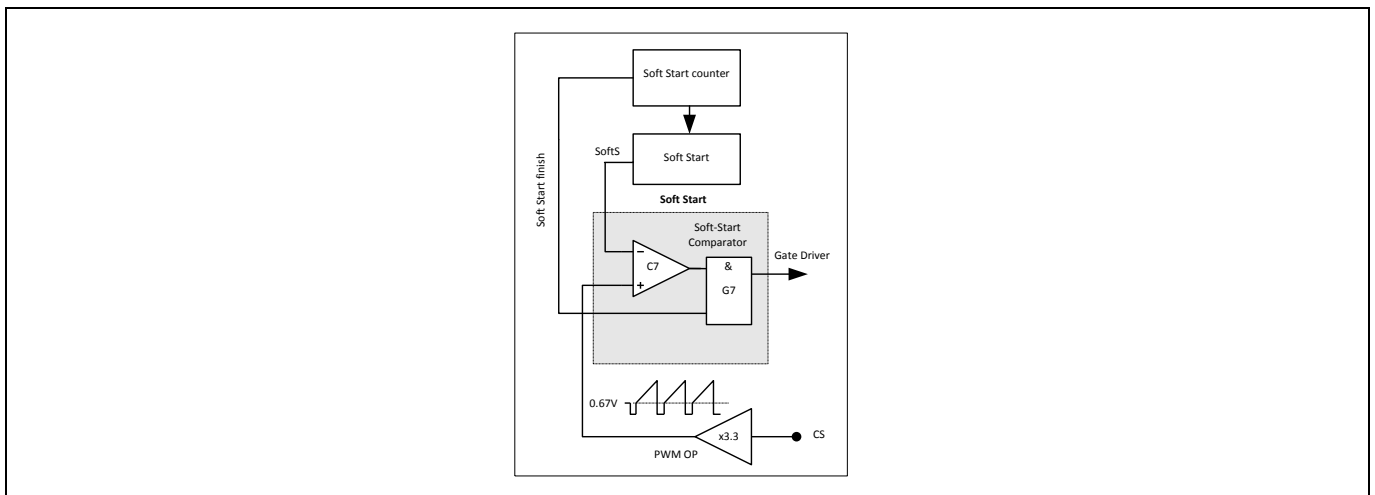 Soft Start counter
SoftS
Soft Start
Soft Start finish
Soft Start
Soft-Start
Comparator
Gate Driver
−
C7
+
&
G7
0.67V
x3.3
CS
PWM OP